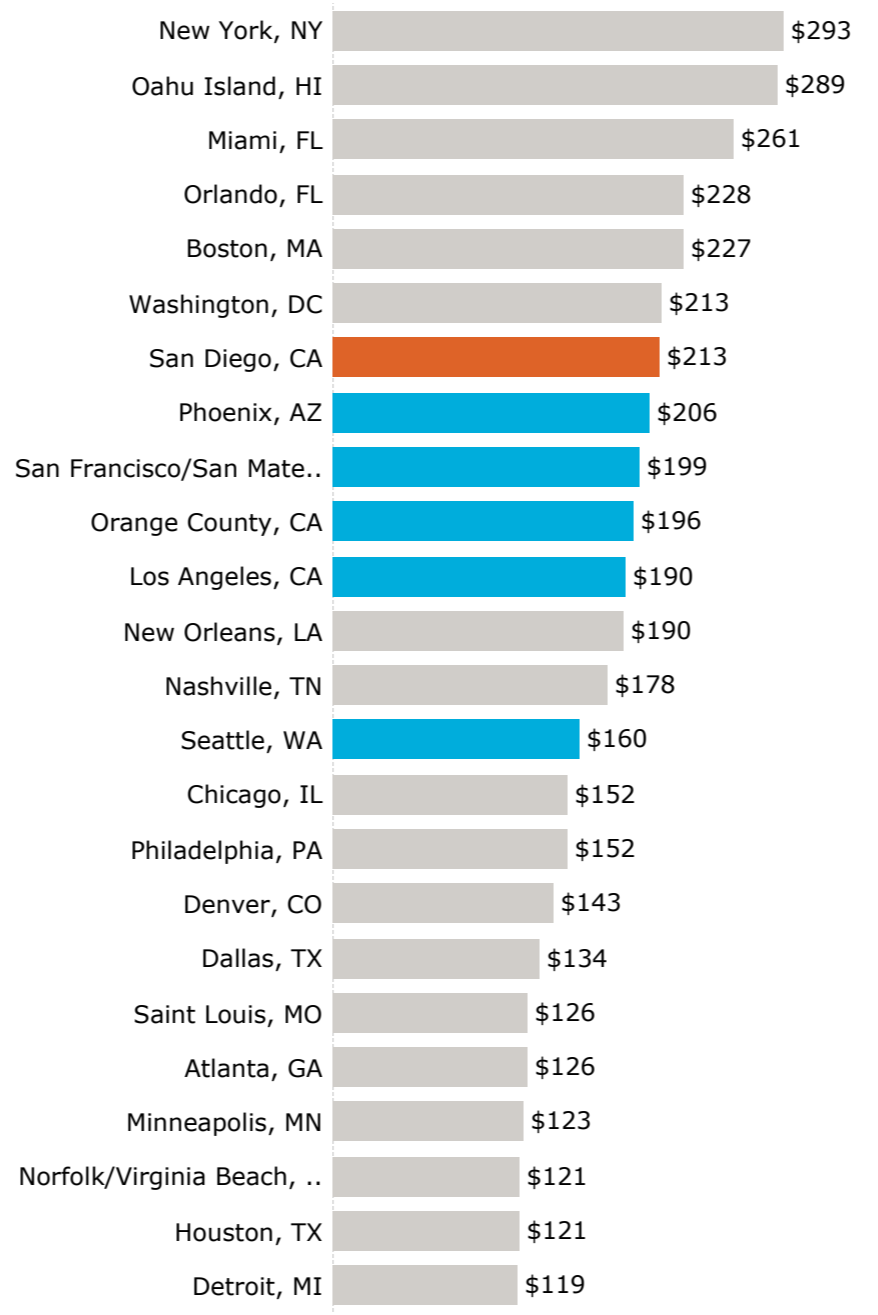 New York, NY $293
Oahu Island, HI $289
Miami, FL $261
Orlando, FL $228
Boston, MA $227
Washington, DC $213
San Diego, CA $213
Phoenix, AZ $206
San Francisco/San Mate.. $199
Orange County, CA $196
Los Angeles, CA $190
New Orleans, LA $190
Nashville, TN $178
Seattle, WA $160
Chicago, IL $152
Philadelphia, PA $152
Denver, CO $143
Dallas, TX $134
Saint Louis, MO $126
Atlanta, GA $126
Minneapolis, MN $123
Norfolk/Virginia Beach, .. $121
Houston, TX $121
Detroit, MI $119